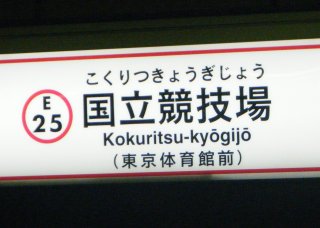 こくりつきょうぎじょう
E
25
国立競技場
Kokuritsu-kyōgijō
(東京体育館前)